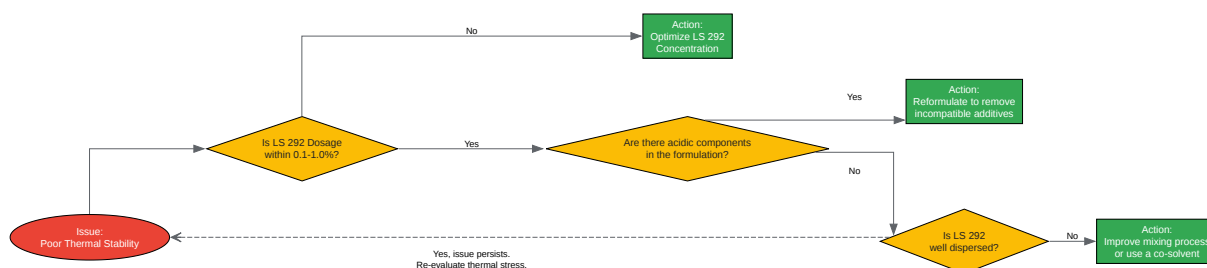 Action:
Optimize LS 292
Concentration
No
Action:
Reformulate to remove
incompatible additives
Yes
Is LS 292 Dosage
within 0.1-1.0%?
Yes
Are there acidic components
in the formulation?
No
Issue:
Poor Thermal Stability
Is LS 292
well dispersed?
No
Action:
Improve mixing process
or use a co-solvent
Yes, issue persists.
Re-evaluate thermal stress.